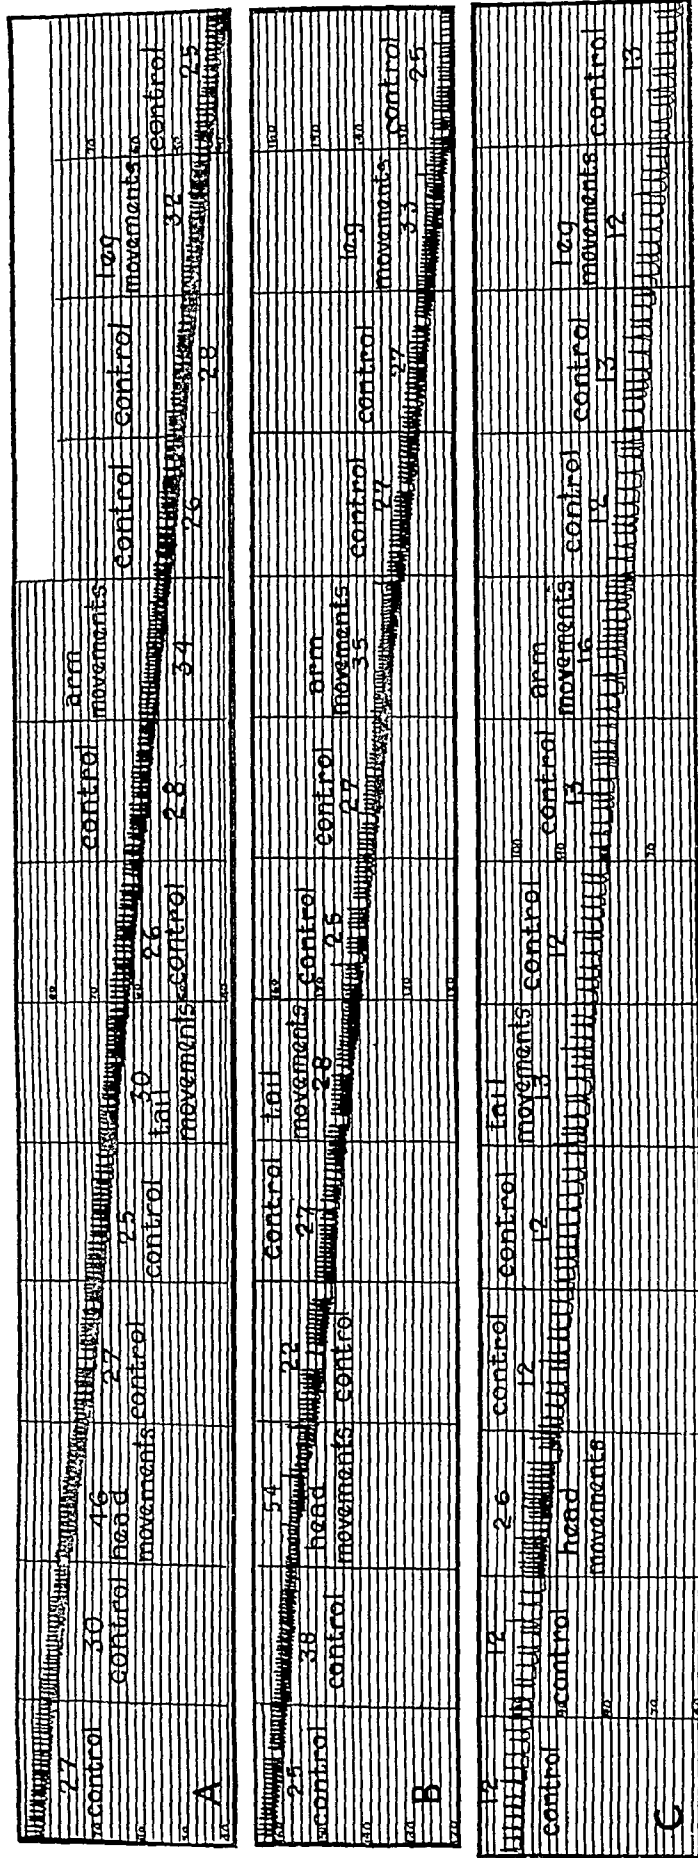 27
control
30
control
46
head
movements
27
control
25
control
30
tail
movements
26
control
control
28
arm
movements
34
control
26
control
28
leg
movements
32
control
25
A
25
control
38
control
54
head
movements
22
control
control
27
tail
movements
28
control
25
control
27
arm
movements
35
control
27
control
27
leg
movements
33
control
25
B
12
control
12
control
26
head
movements
control
12
control
12
tail
movements
13
control
12
control
13
arm
movements
16
control
12
control
13
leg
movements
12
control
13
C